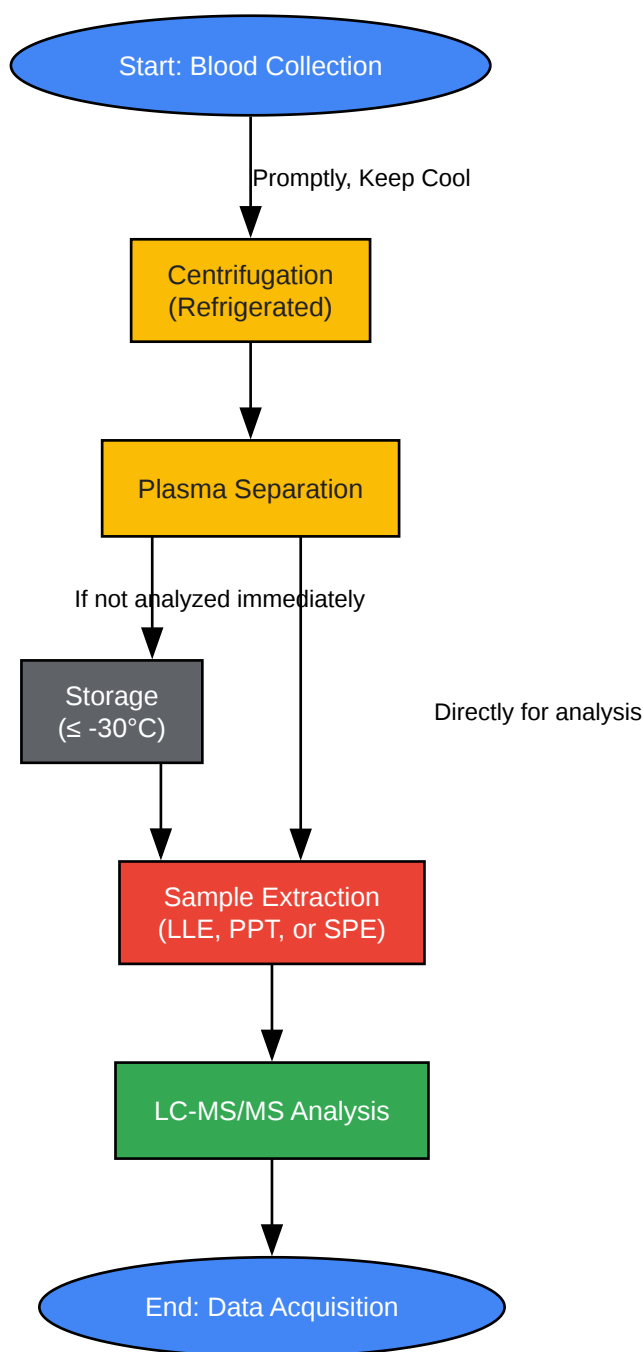 Start: Blood Collection
Promptly, Keep Cool
Centrifugation
(Refrigerated)
Plasma Separation
If not analyzed immediately
Storage
(≤ -30°C)
Directly for analysis
Sample Extraction
(LLE, PPT, or SPE)
LC-MS/MS Analysis
End: Data Acquisition